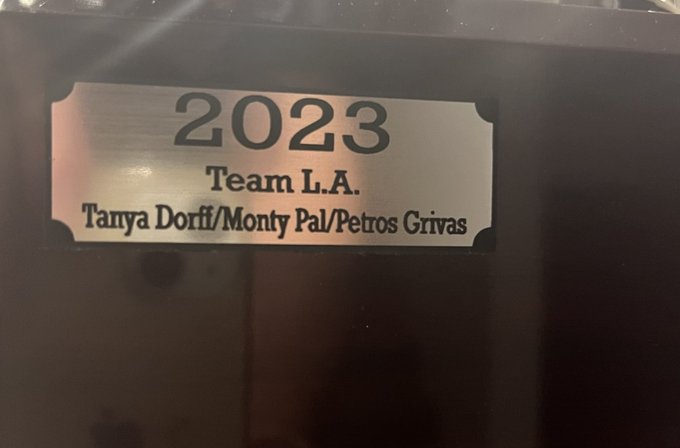 2023
Team L.A.
Tanya Dorff/Monty Pal/Petros Grivas